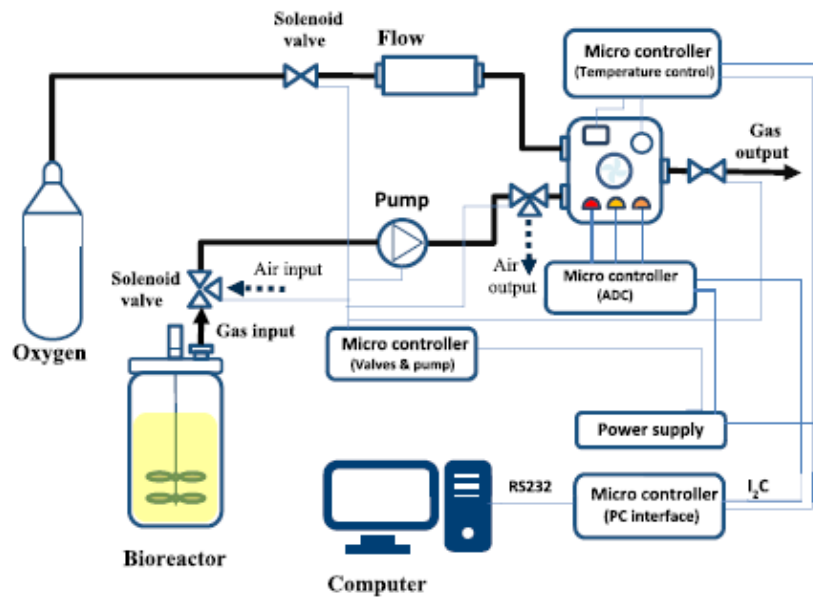 Solenoid
valve
Flow
Micro controller
(Temperature control)
Gas
output
Pump
Solenoid
valve
Air input
Air
output
Micro controller
(ADC)
Gas input
Oxygen
Micro controller
(Valves & pump)
Power supply
RS232
Micro controller
(PC interface)
I2C
Bioreactor
Computer